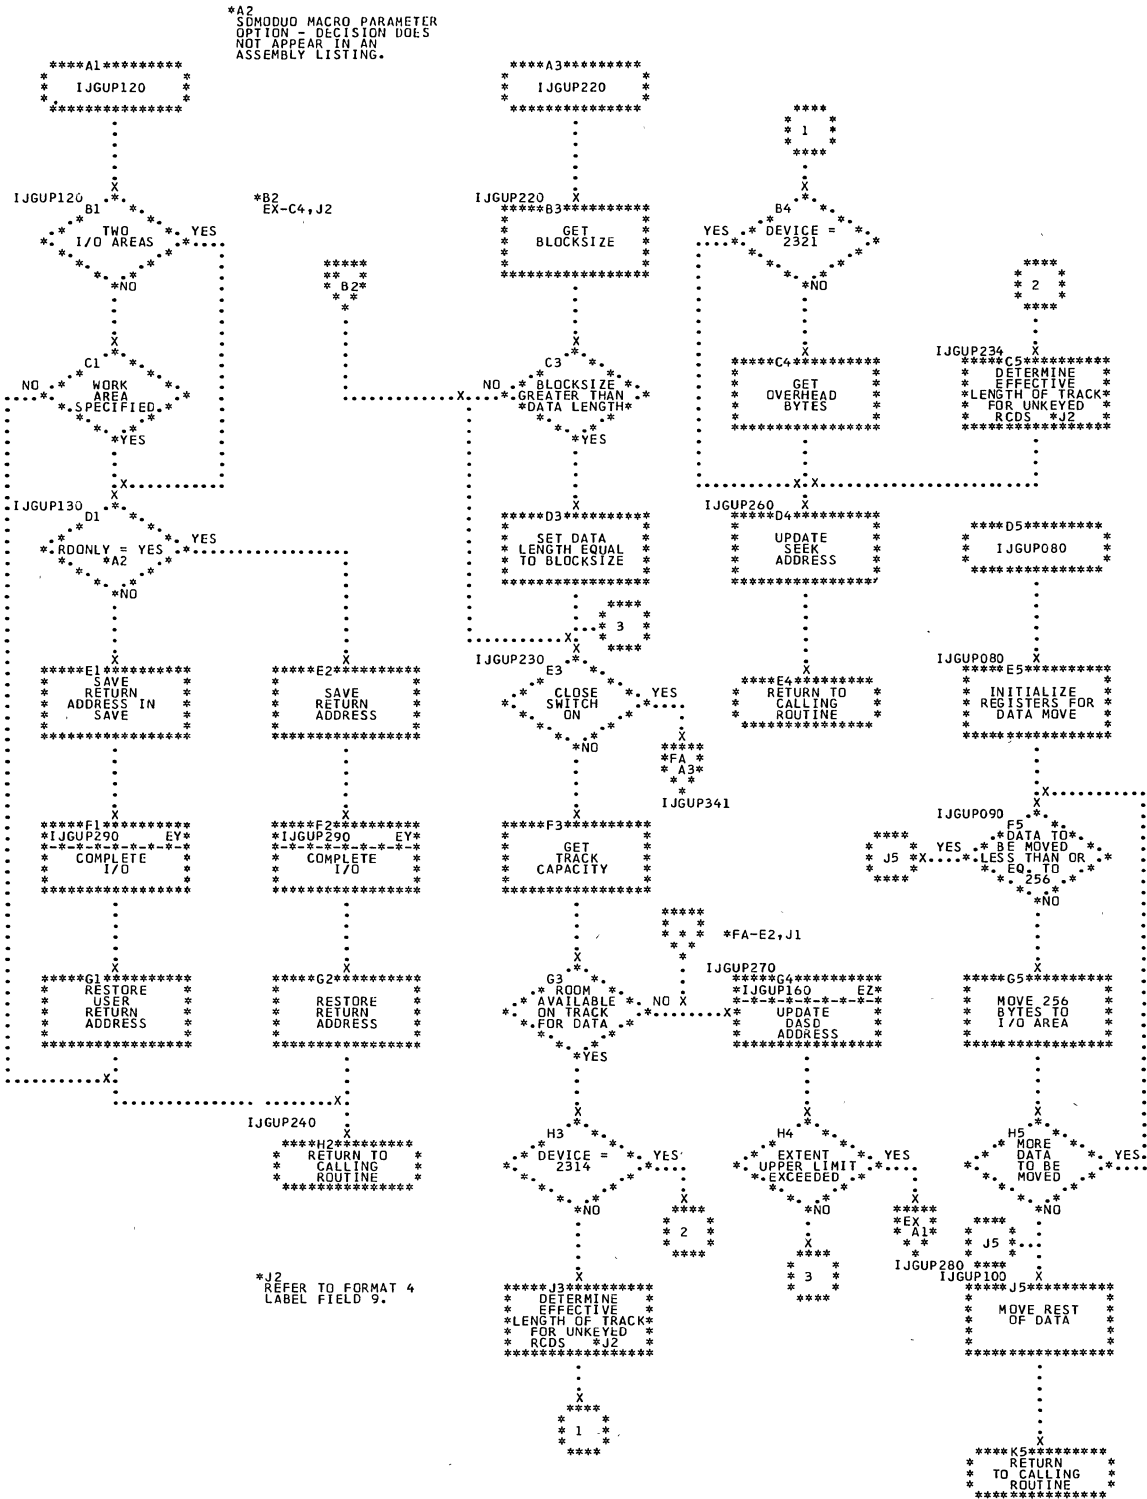 *A2
SDMODUO MACRO PARAMETER
OPTION - DECISION DOES
NOT APPEAR IN AN
ASSEMBLY LISTING.
****A1*********
IJGUP120
IJGUP120
B1
TWO
I/O AREAS
YES
*NO
C1
WORK
AREA
SPECIFIED
NO
*YES
IJGUP130
D1
RDONLY = YES
*A2
YES
*NO
*****E1**********
SAVE
RETURN
ADDRESS IN
SAVE
*****E2**********
SAVE
RETURN
ADDRESS
*****F1**********
*IJGUP290 EY*
*-*-*-*-*-*-*-*-*
COMPLETE
I/O
*****F2**********
*IJGUP290 EY*
*-*-*-*-*-*-*-*-*
COMPLETE
I/O
*****G1**********
RESTORE
USER
RETURN
ADDRESS
*****G2**********
RESTORE
RETURN
ADDRESS
IJGUP240
****H2*********
RETURN TO
CALLING
ROUTINE
*B2
EX-C4,J2
B2*
*J2
REFER TO FORMAT 4
LABEL FIELD 9.
****A3*********
IJGUP220
IJGUP220
*****B3**********
GET
BLOCKSIZE
C3
BLOCKSIZE
GREATER THAN
*DATA LENGTH*
NO
*YES
*****D3**********
SET DATA
LENGTH EQUAL
TO BLOCKSIZE
3
IJGUP230
E3
CLOSE
SWITCH
ON
YES
*NO
*FA *
* A3*
IJGUP341
*****F3**********
GET
TRACK
CAPACITY
*FA-E2,J1
G3
ROOM
AVAILABLE
ON TRACK
FOR DATA
NO
*YES
IJGUP270
*****G4**********
*IJGUP160 EZ*
*-*-*-*-*-*-*-*-*
UPDATE
DASD
ADDRESS
H3
DEVICE =
2314
YES
*NO
2
H4
EXTENT
UPPER LIMIT
EXCEEDED
YES
*NO
3
*EX *
* A1*
IJGUP280
*****J3**********
DETERMINE
EFFECTIVE
*LENGTH OF TRACK*
FOR UNKEYED
RCDS *J2
1
1
B4
DEVICE =
2321
YES
*NO
*****C4**********
GET
OVERHEAD
BYTES
2
IJGUP234
*****C5**********
DETERMINE
EFFECTIVE
*LENGTH OF TRACK*
FOR UNKEYED
RCDS *J2
IJGUP260
*****D4**********
UPDATE
SEEK
ADDRESS
****E4*********
RETURN TO
CALLING
ROUTINE
****D5*********
IJGUP080
IJGUP080
*****E5**********
INITIALIZE
REGISTERS FOR
DATA MOVE
IJGUP090
F5
*DATA TO*
BE MOVED
LESS THAN OR
EQ. TO
256
YES
J5
*NO
*****G5**********
MOVE 256
BYTES TO
I/O AREA
H5
MORE
DATA
TO BE
MOVED
YES
*NO
J5
IJGUP100
*****J5**********
MOVE REST
OF DATA
****K5*********
RETURN
TO CALLING
ROUTINE